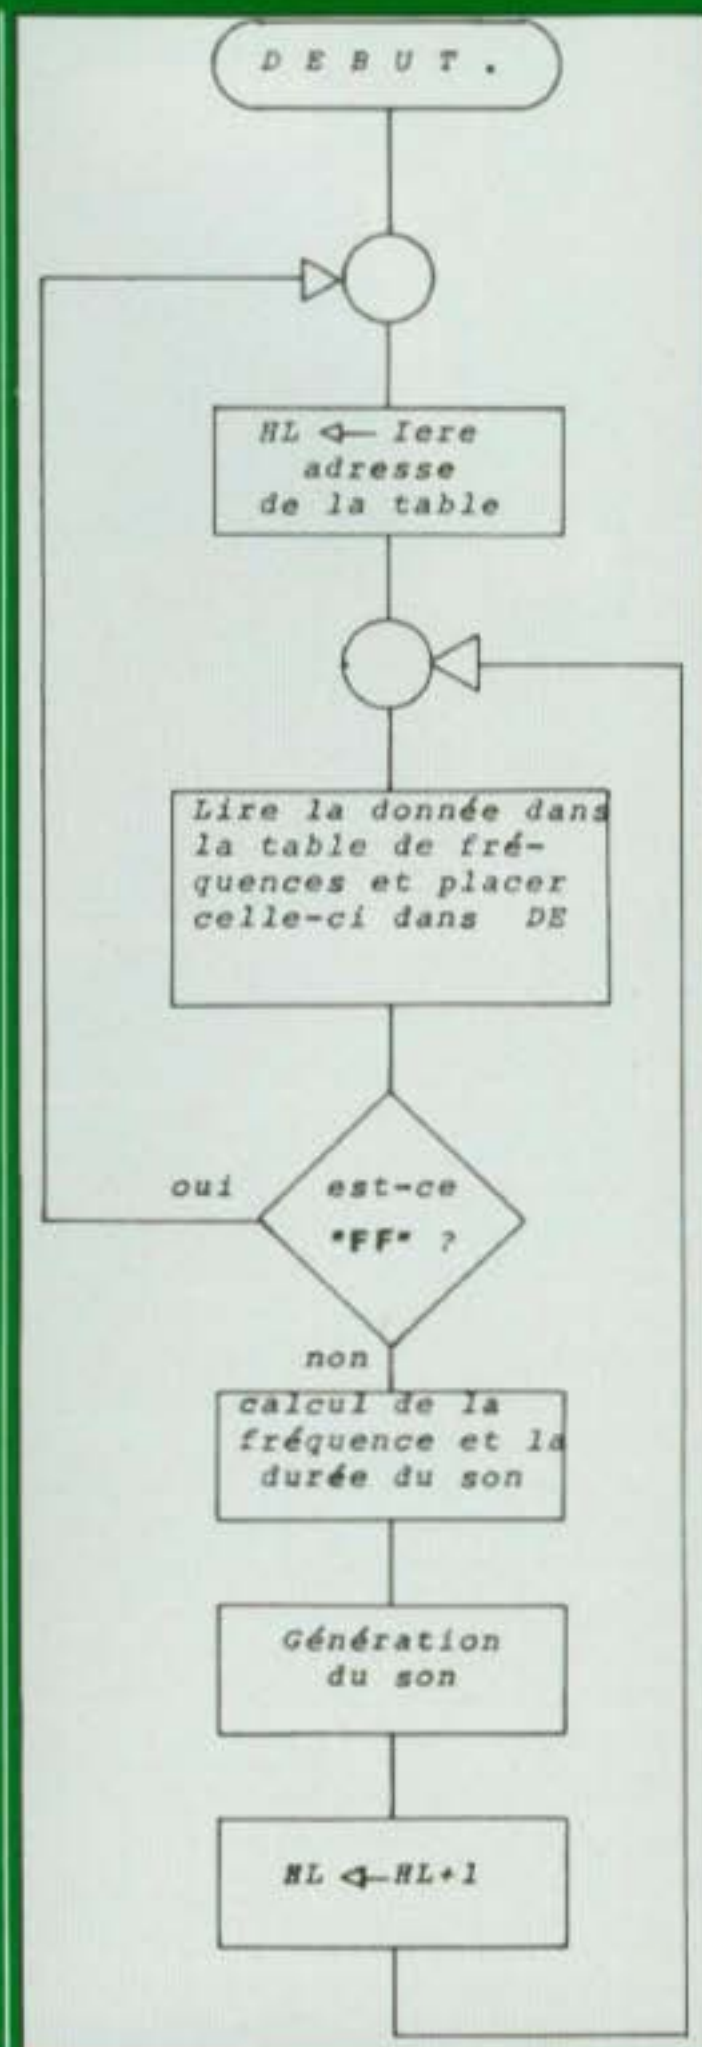 D E B U T .
HL ◁— Iere
adresse
de la table
Lire la donnée dans
la table de fré-
quences et placer
celle-ci dans DE
oui
est-ce
"FF" ?
non
calcul de la
fréquence et la
durée du son
Génération
du son
HL ◁— HL+1